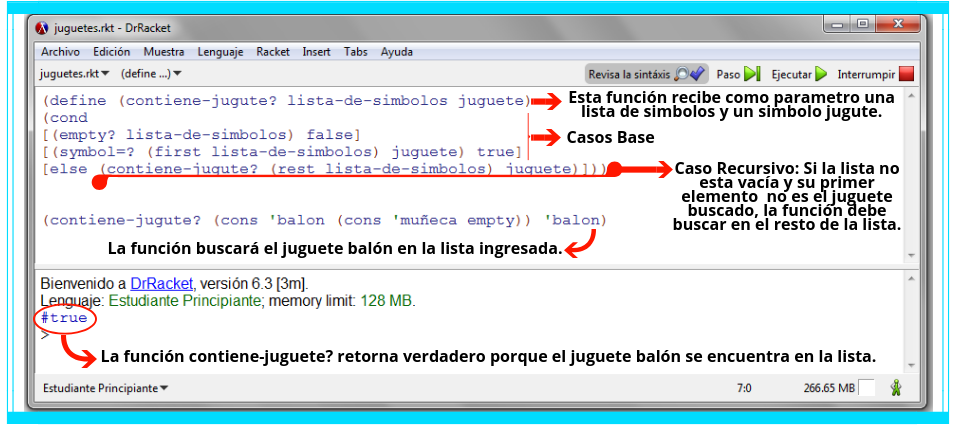 juguetes.rkt - DrRacket
Archivo Edición Muestra Lenguaje Racket Insert Tabs Ayuda
juguetes.rkt (define ...) Revisa la sintáxis Paso Ejecutar Interrumpir
(define (contiene-jugute? lista-de-simbolos juguete)
(cond
[(empty? lista-de-simbolos) false]
[(symbol=? (first lista-de-simbolos) juguete) true]
[else (contiene-jugute? (rest lista-de-simbolos) juguete)]))
Esta función recibe como parametro una
lista de simbolos y un simbolo jugute.
Casos Base
Caso Recursivo: Si la lista no
esta vacía y su primer
elemento no es el juguete
buscado, la función debe
buscar en el resto de la lista.
(contiene-jugute? (cons 'balon (cons 'muñeca empty)) 'balon)
La función buscará el juguete balón en la lista ingresada.
Bienvenido a DrRacket, versión 6.3 [3m].
Lenguaje: Estudiante Principiante; memory limit: 128 MB.
#true
>
La función contiene-juguete? retorna verdadero porque el juguete balón se encuentra en la lista.
Estudiante Principiante 7:0 266.65 MB